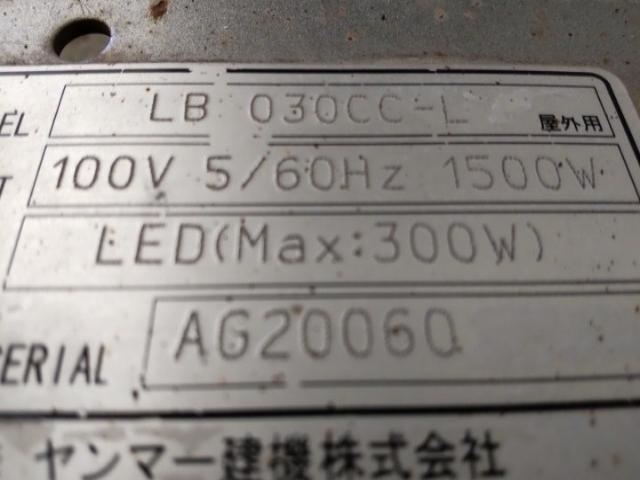 EL LB 030CC-L 屋外用
T 100V 5/60Hz 1500W
LED(Max:300W)
SERIAL AG20060
ヤンマー建機株式会社